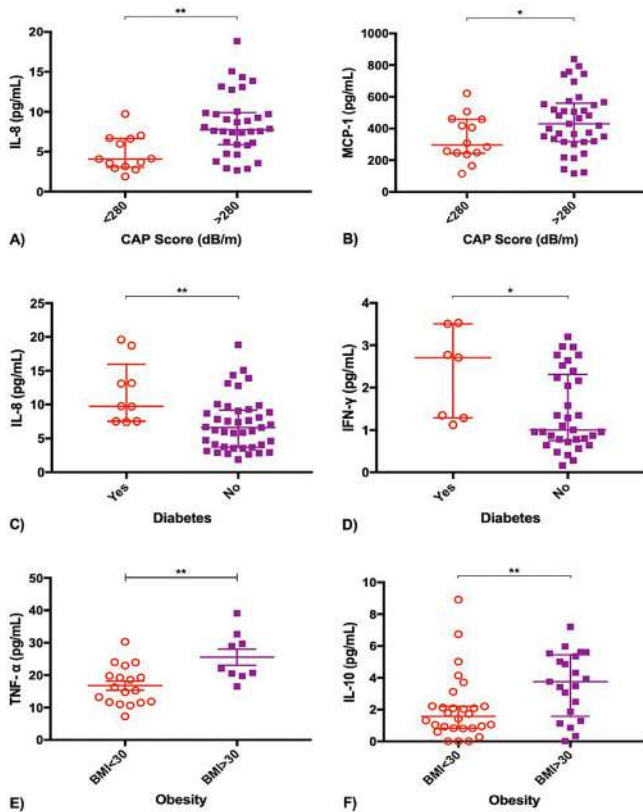 **
20
15
10
5
0
IL-8 (pg/mL)
<280
>280
A)
CAP Score (dB/m)
*
1000
800
600
400
200
0
MCP-1 (pg/mL)
<280
>280
B)
CAP Score (dB/m)
**
25
20
15
10
5
0
IL-8 (pg/mL)
Yes
No
C)
Diabetes
*
4
3
2
1
0
IFN-γ (pg/mL)
Yes
No
D)
Diabetes
**
50
40
30
20
10
0
TNF- α (pg/mL)
BMI<30
BMI>30
E)
Obesity
**
10
8
6
4
2
0
IL-10 (pg/mL)
BMI<30
BMI>30
F)
Obesity